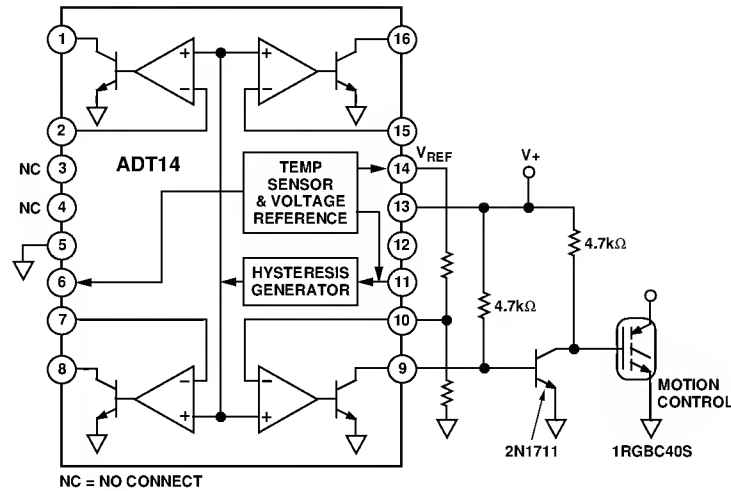 1
16
+
+
−
−
2
15
NC
3
ADT14
TEMP
SENSOR
& VOLTAGE
REFERENCE
14
VREF
V+
NC
4
13
4.7kΩ
5
12
6
HYSTERESIS
GENERATOR
11
4.7kΩ
7
10
8
9
−
−
+
+
MOTION
CONTROL
2N1711
1RGBC40S
NC = NO CONNECT